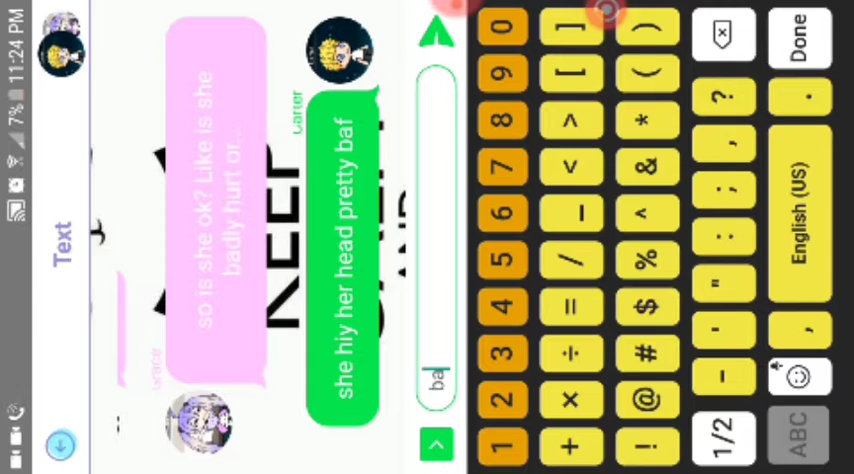 11:24 PM
7%
Text
Grace
so is she ok? Like is she
badly hurt or...
KEEP
AND
Carter
she hiy her head pretty baf
ba
1 2 3 4 5 6 7 8 9 0
+ × ÷ = / _ < > [ ]
! @ # $ % ^ & * ( )
1/2 - ' " : ; , ?
ABC , English (US) . Done